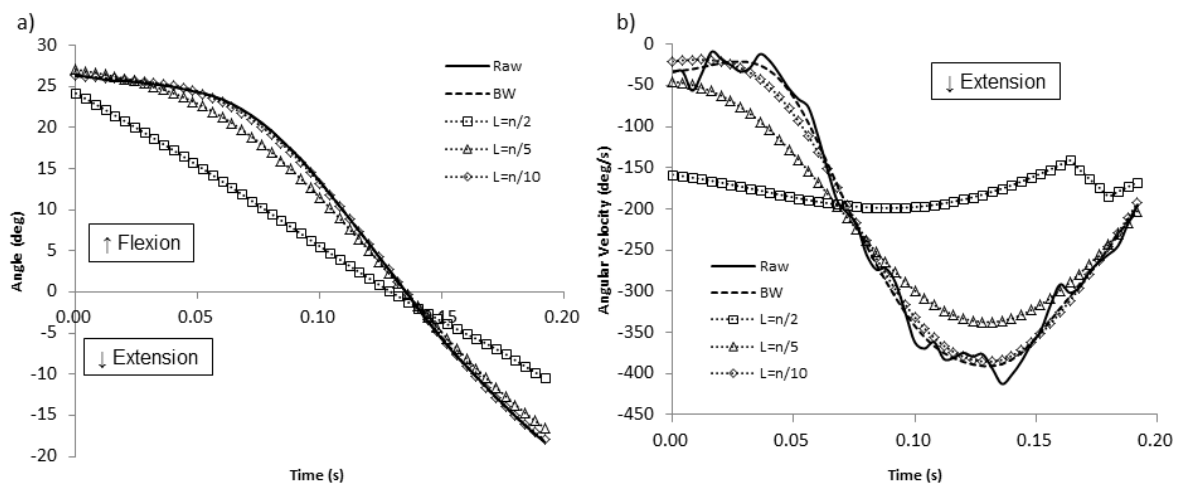 a)
30
25
20
15
10
5
0
-5
-10
-15
-20
0.00
0.05
0.10
0.15
0.20
Angle (deg)
Time (s)
↑ Flexion
↓ Extension
Raw
BW
L=n/2
L=n/5
L=n/10
b)
0
-50
-100
-150
-200
-250
-300
-350
-400
-450
0.00
0.05
0.10
0.15
0.20
Angular Velocity (deg/s)
Time (s)
↓ Extension
Raw
BW
L=n/2
L=n/5
L=n/10